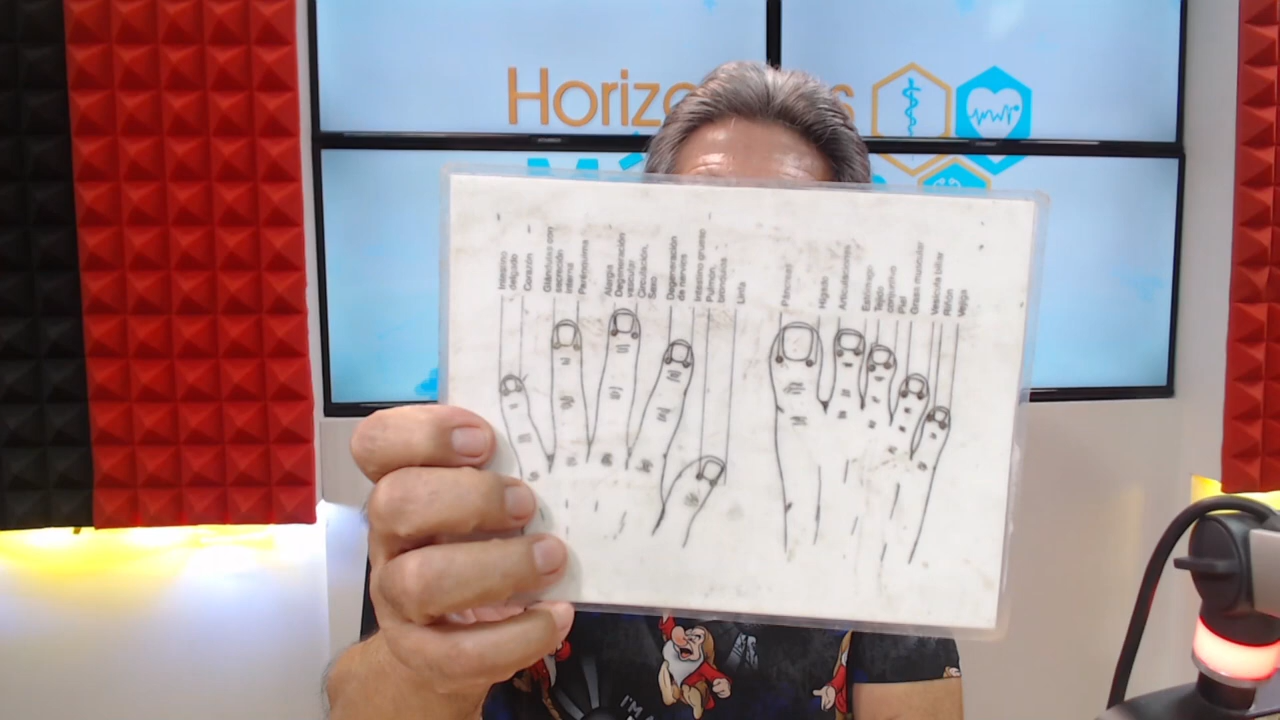 Horizo
s
Intestino
delgado
Corazón
Glándulas con
secreción
interna
Parénquima
Alergia
Degeneración
vascular
Circulación,
Sexo
Degeneración
de nervios
Intestino grueso
Pulmón,
bronquios
Linfa
Páncreas
Hígado
Articulaciones
Estómago
Tejido
conjuntivo
Piel
Grasa muscular
Vesícula biliar
Riñón
Vejiga
I'M